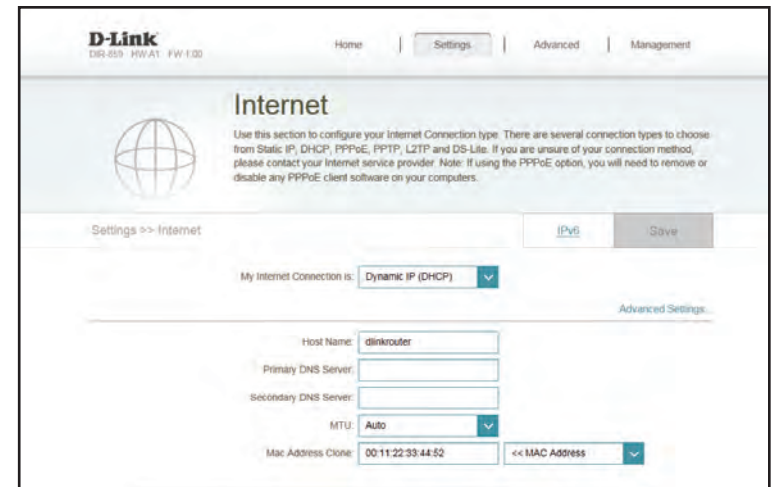 D-Link
DIR-859 HW:A1 FW:1.00
Home | Settings | Advanced | Management
Internet
Use this section to configure your Internet Connection type. There are several connection types to choose
from Static IP, DHCP, PPPoE, PPTP, L2TP and DS-Lite. If you are unsure of your connection method,
please contact your Internet service provider. Note: If using the PPPoE option, you will need to remove or
disable any PPPoE client software on your computers.
Settings >> Internet
IPv6
Save
My Internet Connection is: Dynamic IP (DHCP)
Advanced Settings...
Host Name: dlinkrouter
Primary DNS Server:
Secondary DNS Server:
MTU: Auto
Mac Address Clone: 00:11:22:33:44:52 << MAC Address